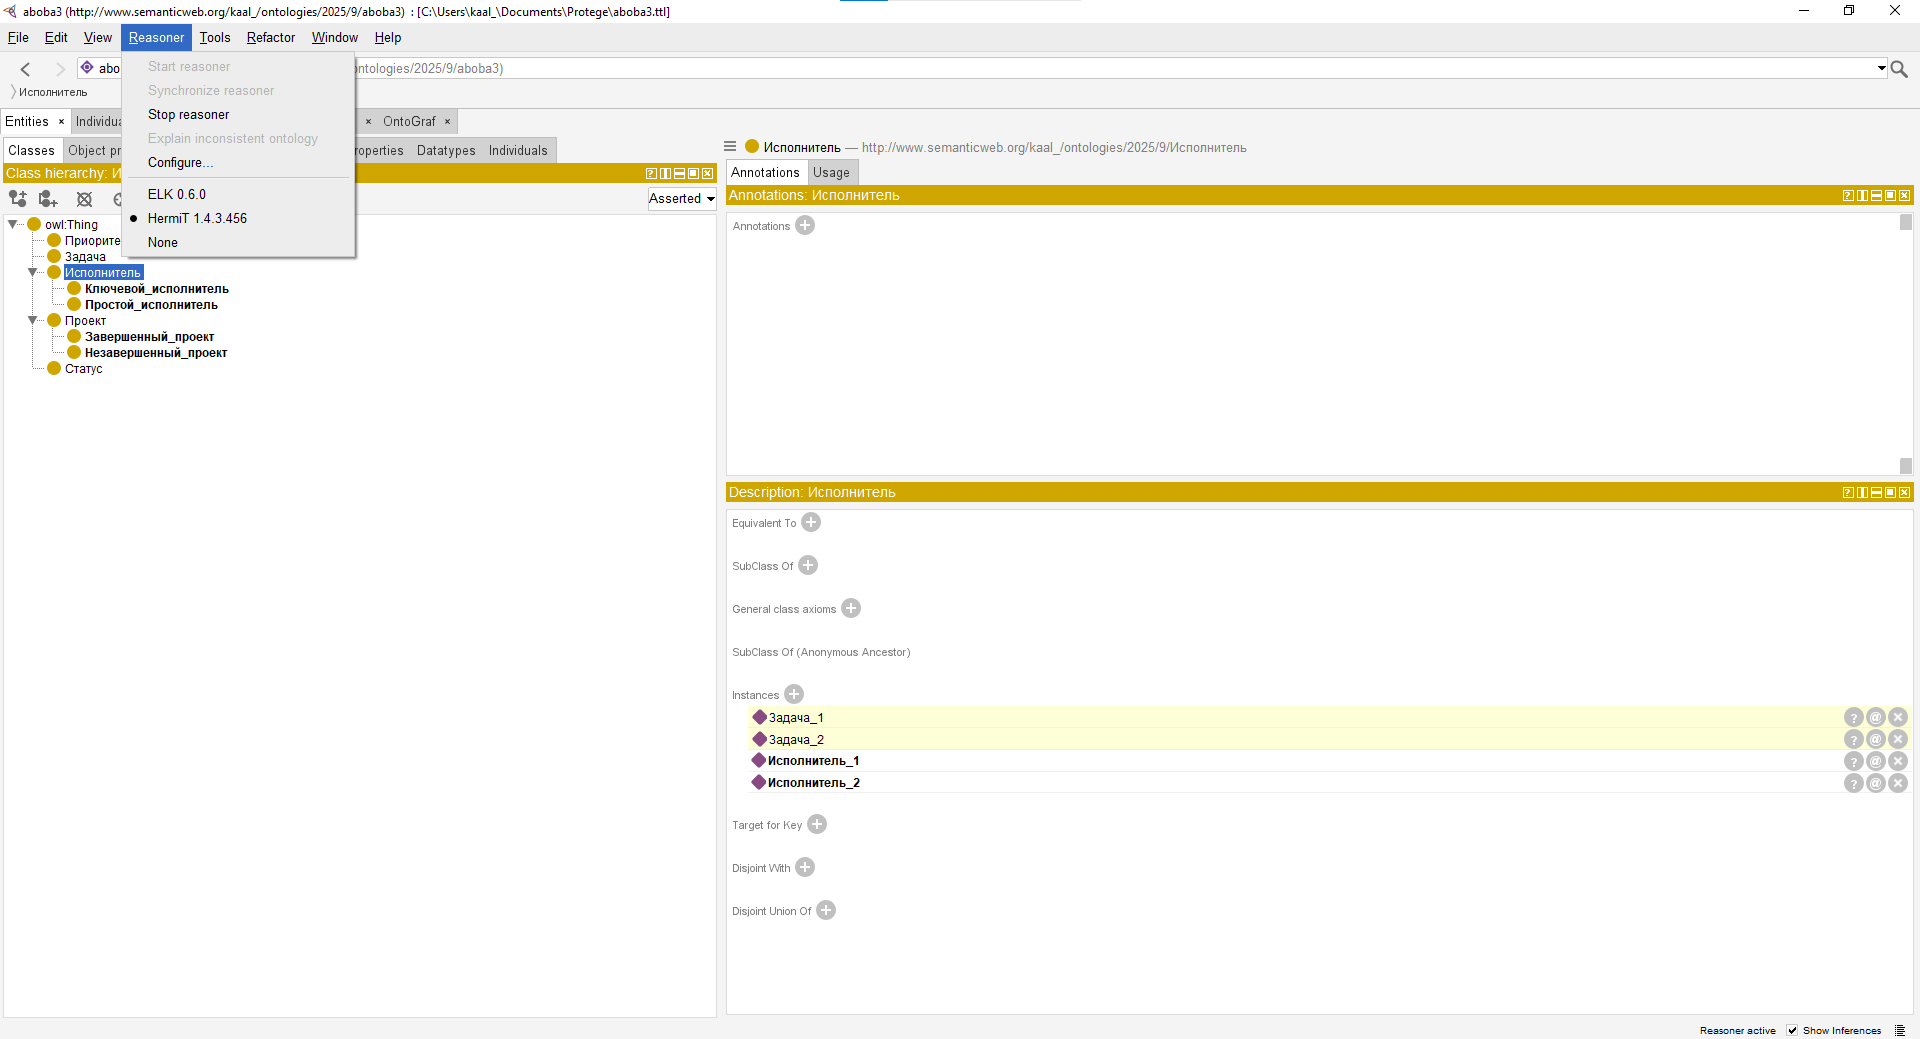 aboba3 (http://www.semanticweb.org/kaal_/ontologies/2025/9/aboba3) : [C:\Users\kaal_\Documents\Protege\aboba3.ttl]
File Edit View Reasoner Tools Refactor Window Help
abo ntologies/2025/9/aboba3)
Исполнитель
Start reasoner
Synchronize reasoner
Stop reasoner
Explain inconsistent ontology
Configure...
ELK 0.6.0
HermiT 1.4.3.456
None
Entities × Individua × OntoGraf ×
Classes Object pr roperties Datatypes Individuals
Class hierarchy: И
Asserted
owl:Thing
Приорите
Задача
Исполнитель
Ключевой_исполнитель
Простой_исполнитель
Проект
Завершенный_проект
Незавершенный_проект
Статус
Исполнитель — http://www.semanticweb.org/kaal_/ontologies/2025/9/Исполнитель
Annotations Usage
Annotations: Исполнитель
Annotations
Description: Исполнитель
Equivalent To
SubClass Of
General class axioms
SubClass Of (Anonymous Ancestor)
Instances
Задача_1
Задача_2
Исполнитель_1
Исполнитель_2
Target for Key
Disjoint With
Disjoint Union Of
Reasoner active Show Inferences